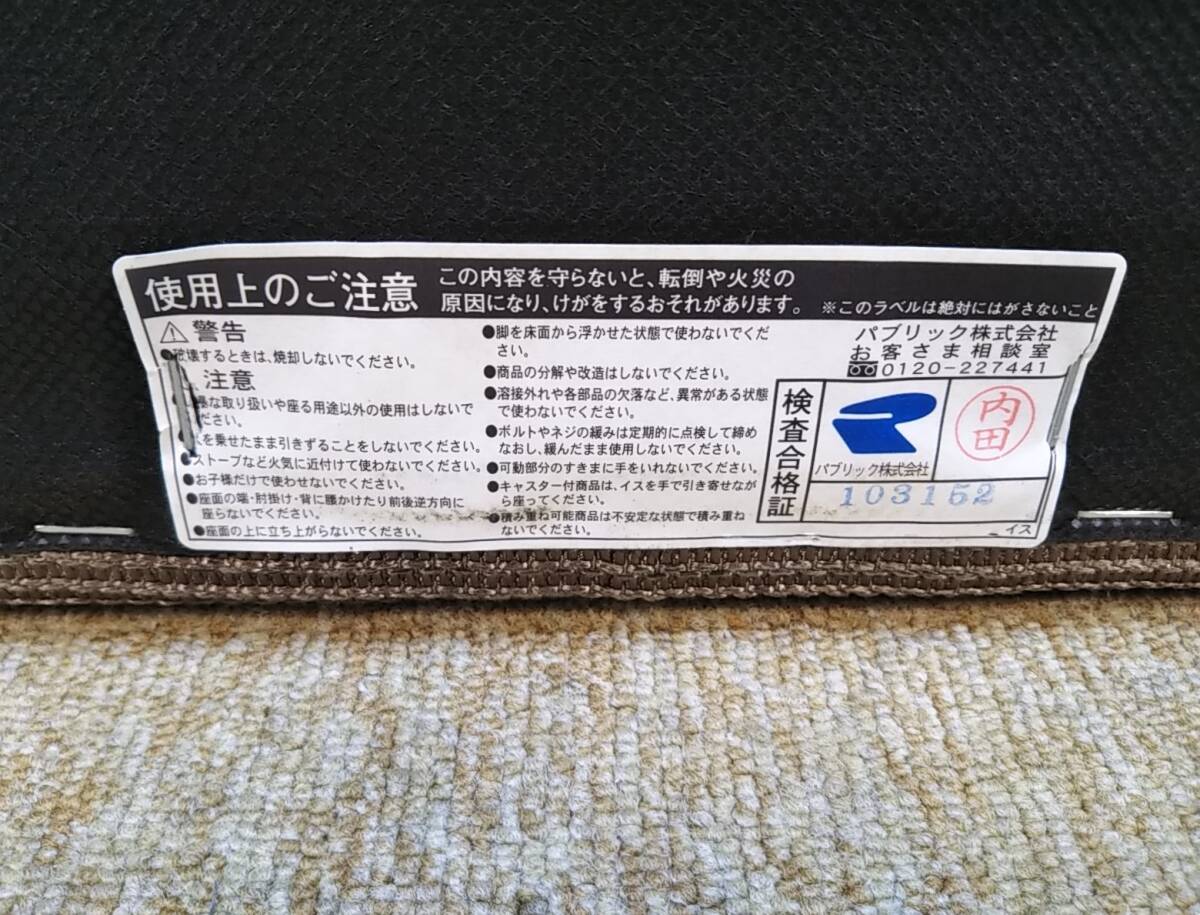 使用上のご注意
この内容を守らないと、転倒や火災の
原因になり、けがをするおそれがあります。
※このラベルは絶対にはがさないこと
警告
壊するときは、焼却しないでください。
注意
な取り扱いや座る用途以外の使用はしないで
ださい。
を乗せたまま引きずることをしないでください。
ストーブなど火気に近付けて使わないでください。
●お子様だけで使わせないでください。
●座面の端・肘掛け・背に腰かけたり前後逆方向に
座らないでください。
●座面の上に立ち上がらないでください。
●脚を床面から浮かせた状態で使わないでくだ
さい。
●商品の分解や改造はしないでください。
●溶接外れや各部品の欠落など、異常がある状態
で使わないでください。
●ボルトやネジの緩みは定期的に点検して締め
なおし、緩んだまま使用しないでください。
●可動部分のすきまに手をいれないでください。
●キャスター付商品は、イスを手で引き寄せなが
ら座ってください。
●積み重ね可能商品は不安定な状態で積み重ね
ないでください。
パブリック株式会社
お客さま相談室
0120-227441
検査合格証
パブリック株式会社
内田
103152
イス